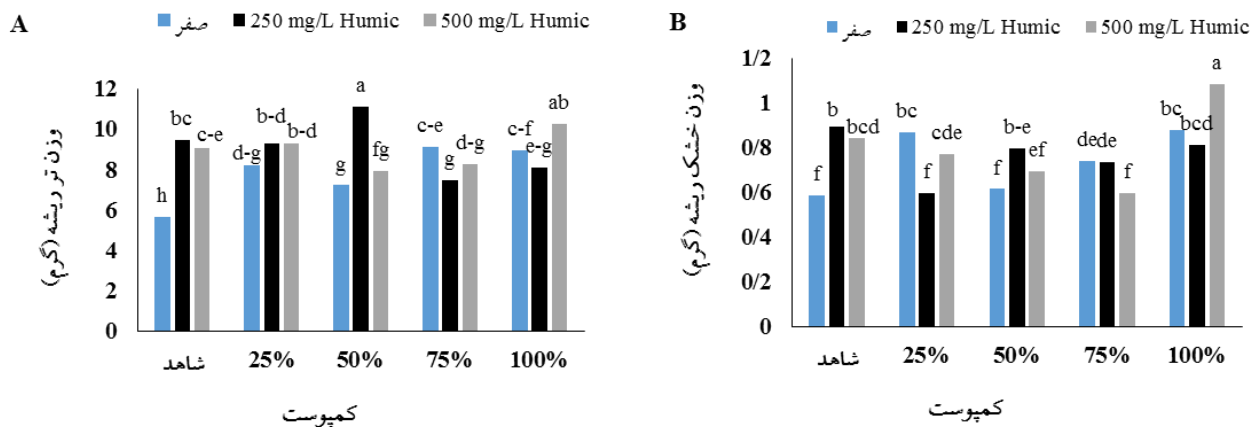 A
صفر 250 mg/L Humic 500 mg/L Humic
وزن تر ریشه (گرم)
12
10
8
6
4
2
0
h bc c-e
d-g b-d b-d
g a fg
c-e g d-g
c-f e-g ab
شاهد 25% 50% 75% 100%
کمپوست
B
صفر 250 mg/L Humic 500 mg/L Humic
وزن خشک ریشه (گرم)
1/2
1
0/8
0/6
0/4
0/2
0
f b bcd
bc f cde
f b-e ef
de de f
bc bcd a
شاهد 25% 50% 75% 100%
کمپوست